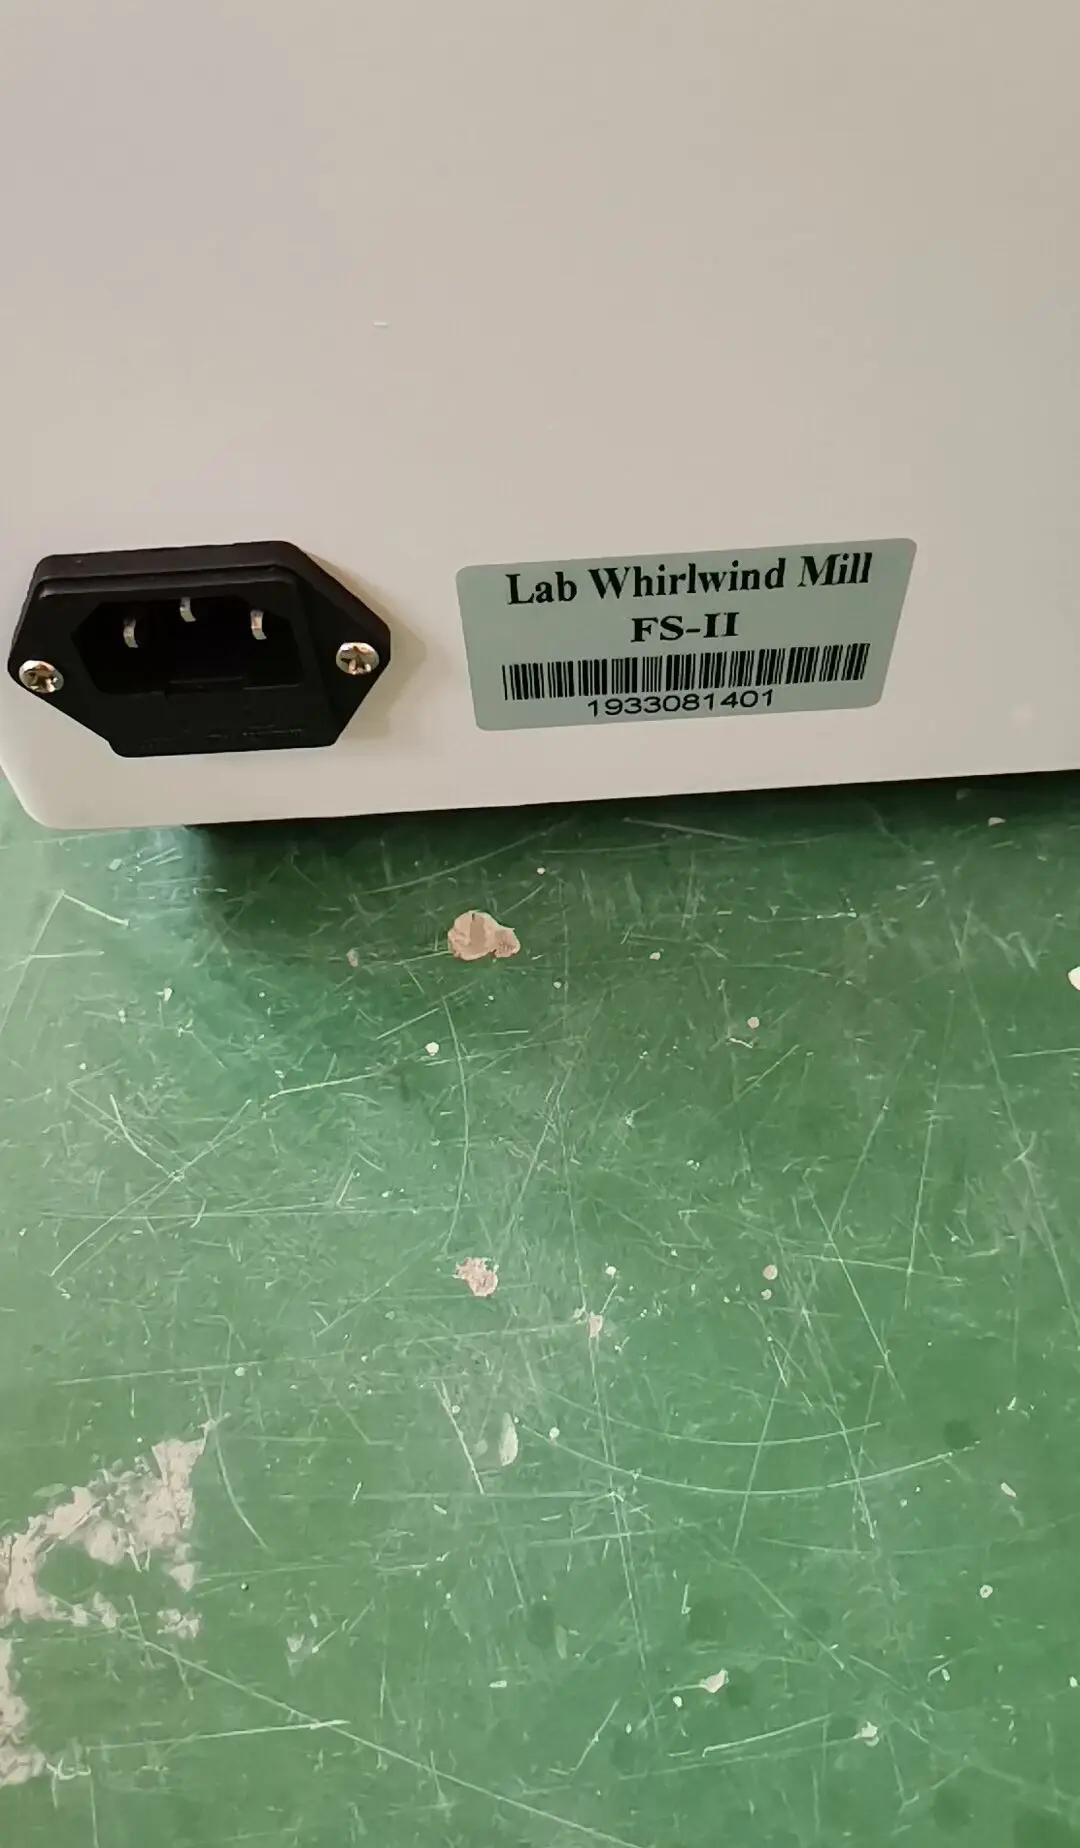 Lab Whirlwind Mill
FS-II
1933081401